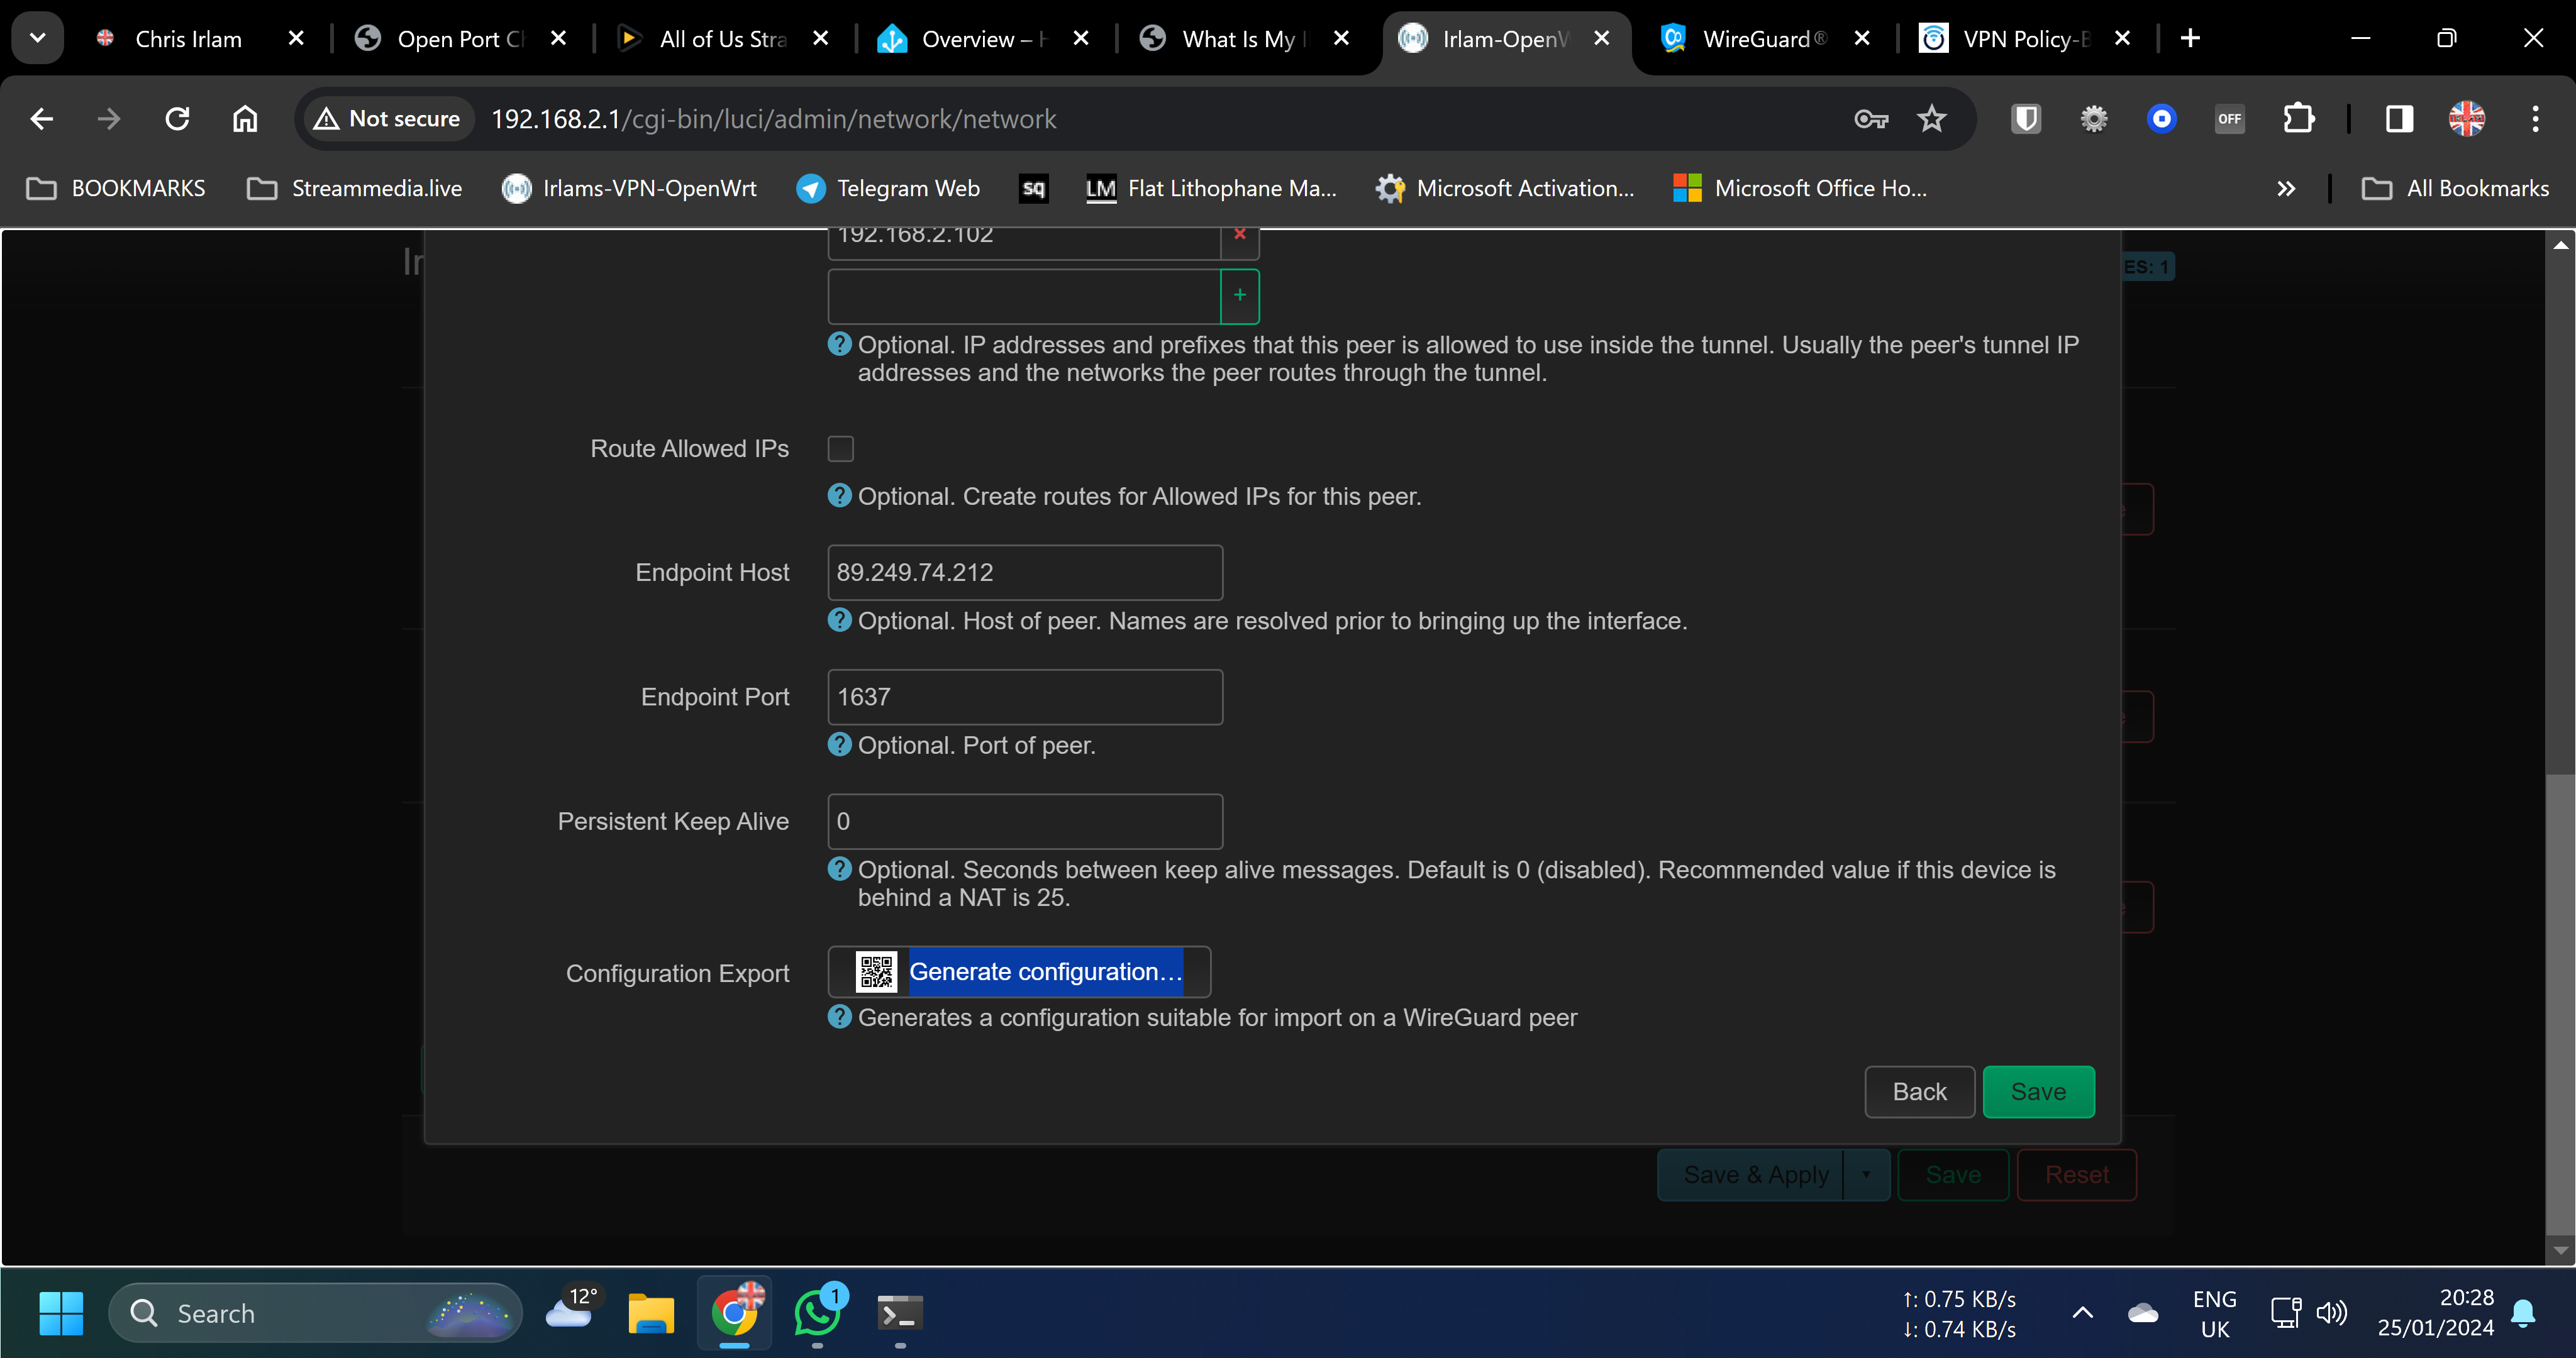 Chris Irlam
Open Port Ch
All of Us Stra
Overview – H
What Is My I
Irlam-OpenW
WireGuard®
VPN Policy-B
Not secure
192.168.2.1/cgi-bin/luci/admin/network/network
OFF
BOOKMARKS
Streammedia.live
Irlams-VPN-OpenWrt
Telegram Web
sq
LM
Flat Lithophane Ma...
Microsoft Activation...
Microsoft Office Ho...
All Bookmarks
Ir
192.168.2.102
ES: 1
Optional. IP addresses and prefixes that this peer is allowed to use inside the tunnel. Usually the peer's tunnel IP
addresses and the networks the peer routes through the tunnel.
Route Allowed IPs
Optional. Create routes for Allowed IPs for this peer.
Endpoint Host
89.249.74.212
Optional. Host of peer. Names are resolved prior to bringing up the interface.
Endpoint Port
1637
Optional. Port of peer.
Persistent Keep Alive
0
Optional. Seconds between keep alive messages. Default is 0 (disabled). Recommended value if this device is
behind a NAT is 25.
Configuration Export
Generate configuration…
Generates a configuration suitable for import on a WireGuard peer
Back
Save
Save & Apply
Save
Reset
Search
12°
1
↑: 0.75 KB/s
↓: 0.74 KB/s
ENG
UK
20:28
25/01/2024